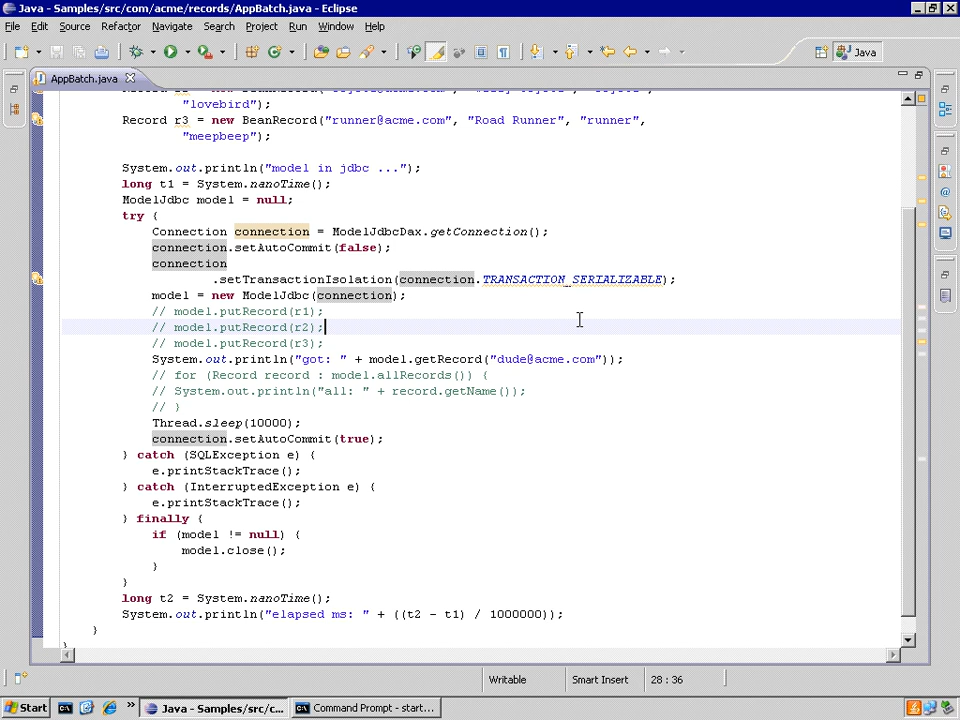 Java - Samples/src/com/acme/records/AppBatch.java - Eclipse
File Edit Source Refactor Navigate Search Project Run Window Help
Java
AppBatch.java
"lovebird");
Record r3 = new BeanRecord("runner@acme.com", "Road Runner", "runner",
"meepbeep");
System.out.println("model in jdbc ...");
long t1 = System.nanoTime();
ModelJdbc model = null;
try {
Connection connection = ModelJdbcDax.getConnection();
connection.setAutoCommit(false);
connection
.setTransactionIsolation(connection.TRANSACTION_SERIALIZABLE);
model = new ModelJdbc(connection);
// model.putRecord(r1);
// model.putRecord(r2);
// model.putRecord(r3);
System.out.println("got: " + model.getRecord("dude@acme.com"));
// for (Record record : model.allRecords()) {
// System.out.println("all: " + record.getName());
// }
Thread.sleep(10000);
connection.setAutoCommit(true);
} catch (SQLException e) {
e.printStackTrace();
} catch (InterruptedException e) {
e.printStackTrace();
} finally {
if (model != null) {
model.close();
}
}
long t2 = System.nanoTime();
System.out.println("elapsed ms: " + ((t2 - t1) / 1000000));
}
Writable Smart Insert 28 : 36
Start Java - Samples/src/c... Command Prompt - start...